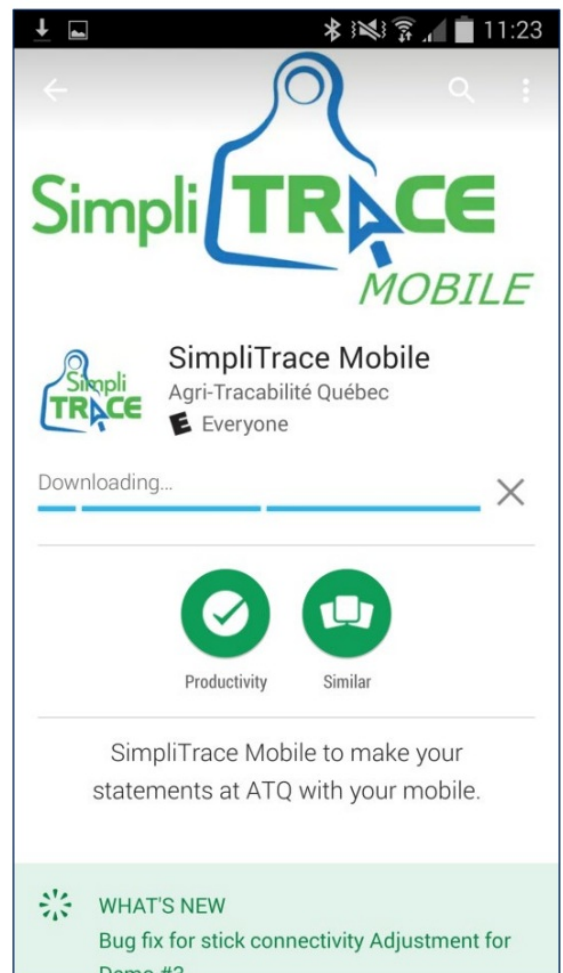 11:23
Simpli TRACE
MOBILE
Simpli
TRACE
SimpliTrace Mobile
Agri-Tracabilité Québec
E Everyone
Downloading...
Productivity
Similar
SimpliTrace Mobile to make your
statements at ATQ with your mobile.
WHAT'S NEW
Bug fix for stick connectivity Adjustment for